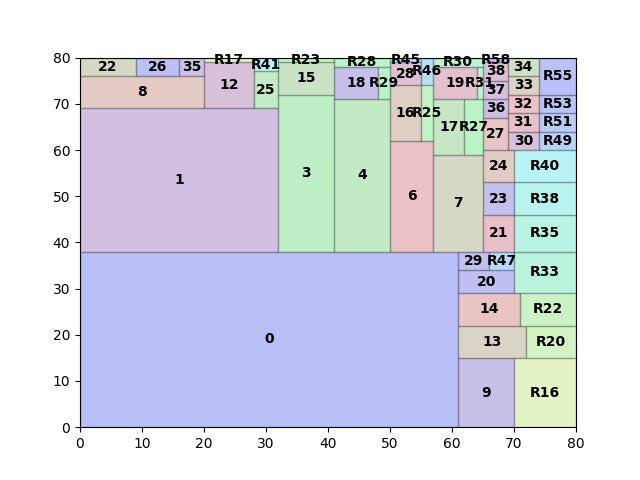 80 70 60 50 40 30 20 10 0
0 10 20 30 40 50 60 70 80
22 26 35 R17 R41 R23 R28 R45 R46 R30 R58 34 R55
8 12 25 15 18 R29 28 19 R31 38 37 33
16 R25 17 R27 36 32 R53
27 31 R51
30 R49
1 3 4 6 7 24 R40
23 R38
21 R35
29 R47 R33
20
0 14 R22
13 R20
9 R16